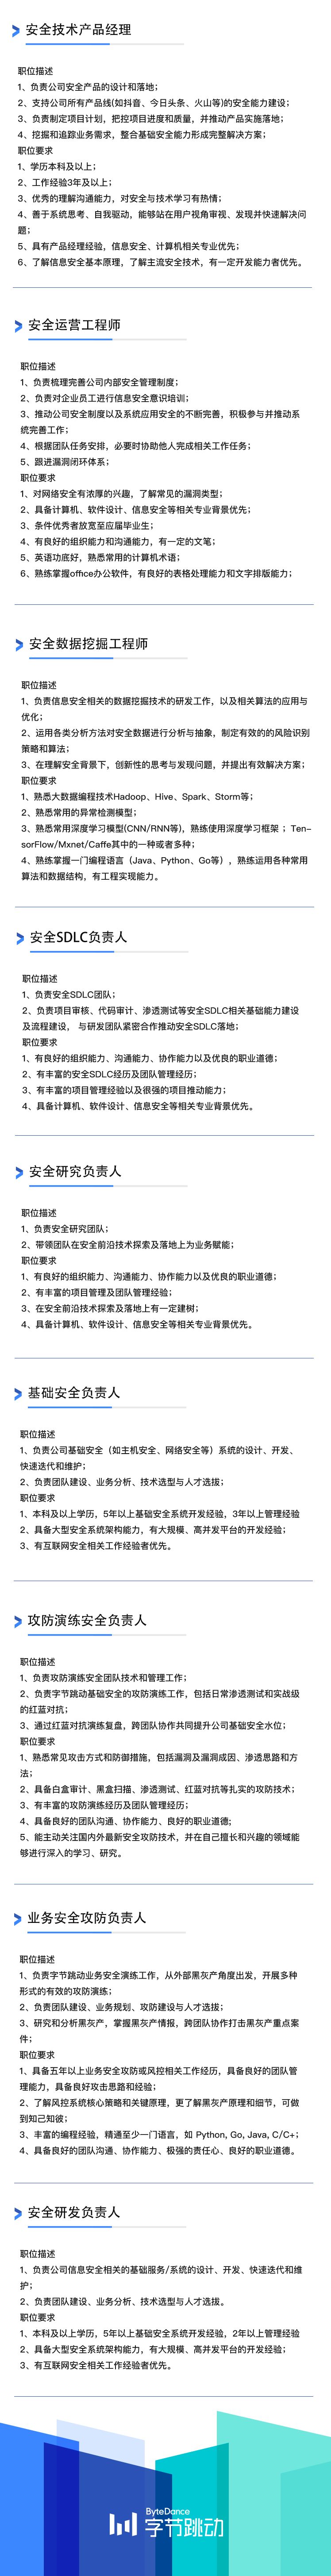 安全技术产品经理
职位描述
1、负责公司安全产品的设计和落地；
2、支持公司所有产品线(如抖音、今日头条、火山等)的安全能力建设；
3、负责制定项目计划，把控项目进度和质量，并推动产品实施落地；
4、挖掘和追踪业务需求，整合基础安全能力形成完整解决方案；
职位要求
1、学历本科及以上；
2、工作经验3年及以上；
3、优秀的理解沟通能力，对安全与技术学习有热情；
4、善于系统思考、自我驱动，能够站在用户视角审视、发现并快速解决问
题；
5、具有产品经理经验，信息安全、计算机相关专业优先；
6、了解信息安全基本原理，了解主流安全技术，有一定开发能力者优先。
安全运营工程师
职位描述
1、负责梳理完善公司内部安全管理制度；
2、负责对企业员工进行信息安全意识培训；
3、推动公司安全制度以及系统应用安全的不断完善，积极参与并推动系
统完善工作；
4、根据团队任务安排，必要时协助他人完成相关工作任务；
5、跟进漏洞闭环体系；
职位要求
1、对网络安全有浓厚的兴趣，了解常见的漏洞类型；
2、具备计算机、软件设计、信息安全等相关专业背景优先；
3、条件优秀者放宽至应届毕业生；
4、有良好的组织能力和沟通能力，有一定的文笔；
5、英语功底好，熟悉常用的计算机术语；
6、熟练掌握office办公软件，有良好的表格处理能力和文字排版能力；
安全数据挖掘工程师
职位描述
1、负责信息安全相关的数据挖掘技术的研发工作，以及相关算法的应用与
优化；
2、运用各类分析方法对安全数据进行分析与抽象，制定有效的的风险识别
策略和算法；
3、在理解安全背景下，创新性的思考与发现问题，并提出有效解决方案；
职位要求
1、熟悉大数据编程技术Hadoop、Hive、Spark、Storm等；
2、熟悉常用的异常检测模型；
3、熟悉常用深度学习模型(CNN/RNN等)，熟练使用深度学习框架 ；Ten-
sorFlow/Mxnet/Caffe其中的一种或者多种；
4、熟练掌握一门编程语言（Java、Python、Go等），熟练运用各种常用
算法和数据结构，有工程实现能力。
安全SDLC负责人
职位描述
1、负责安全SDLC团队；
2、负责项目审核、代码审计、渗透测试等安全SDLC相关基础能力建设
及流程建设， 与研发团队紧密合作推动安全SDLC落地；
职位要求
1、有良好的组织能力、沟通能力、协作能力以及优良的职业道德；
2、有丰富的安全SDLC经历及团队管理经历；
3、有丰富的项目管理经验以及很强的项目推动能力；
4、具备计算机、软件设计、信息安全等相关专业背景优先。
安全研究负责人
职位描述
1、负责安全研究团队；
2、带领团队在安全前沿技术探索及落地上为业务赋能；
职位要求
1、有良好的组织能力、沟通能力、协作能力以及优良的职业道德；
2、有丰富的项目管理及团队管理经验；
3、在安全前沿技术探索及落地上有一定建树；
4、具备计算机、软件设计、信息安全等相关专业背景优先。
基础安全负责人
职位描述
1、负责公司基础安全（如主机安全、网络安全等）系统的设计、开发、
快速迭代和维护；
2、负责团队建设、业务分析、技术选型与人才选拔；
职位要求
1、本科及以上学历，5年以上基础安全系统开发经验，3年以上管理经验
2、具备大型安全系统架构能力，有大规模、高并发平台的开发经验；
3、有互联网安全相关工作经验者优先。
攻防演练安全负责人
职位描述
1、负责攻防演练安全团队技术和管理工作；
2、负责字节跳动基础安全的攻防演练工作，包括日常渗透测试和实战级
的红蓝对抗；
3、通过红蓝对抗演练复盘，跨团队协作共同提升公司基础安全水位；
职位要求
1、熟悉常见攻击方式和防御措施，包括漏洞及漏洞成因、渗透思路和方
法；
2、具备白盒审计、黑盒扫描、渗透测试、红蓝对抗等扎实的攻防技术；
3、有丰富的攻防演练经历及团队管理经历；
4、具备良好的团队沟通、协作能力、良好的职业道德;
5、能主动关注国内外最新安全攻防技术，并在自己擅长和兴趣的领域能
够进行深入的学习、研究。
业务安全攻防负责人
职位描述
1、负责字节跳动业务安全演练工作，从外部黑灰产角度出发，开展多种
形式的有效的攻防演练；
2、负责团队建设、业务规划、攻防建设与人才选拔；
3、研究和分析黑灰产，掌握黑灰产情报，跨团队协作打击黑灰产重点案
件；
职位要求
1、具备五年以上业务安全攻防或风控相关工作经历，具备良好的团队管
理能力，具备良好攻击思路和经验；
2、了解风控系统核心策略和关键原理，更了解黑灰产原理和细节，可做
到知己知彼；
3、丰富的编程经验，精通至少一门语言，如 Python, Go, Java, C/C+；
4、具备良好的团队沟通、协作能力、极强的责任心、良好的职业道德。
安全研发负责人
职位描述
1、负责公司信息安全相关的基础服务/系统的设计、开发、快速迭代和维
护；
2、负责团队建设、业务分析、技术选型与人才选拔。
职位要求
1、本科及以上学历，5年以上基础安全系统开发经验，2年以上管理经验
2、具备大型安全系统架构能力，有大规模、高并发平台的开发经验；
3、有互联网安全相关工作经验者优先。
ByteDance
字节跳动